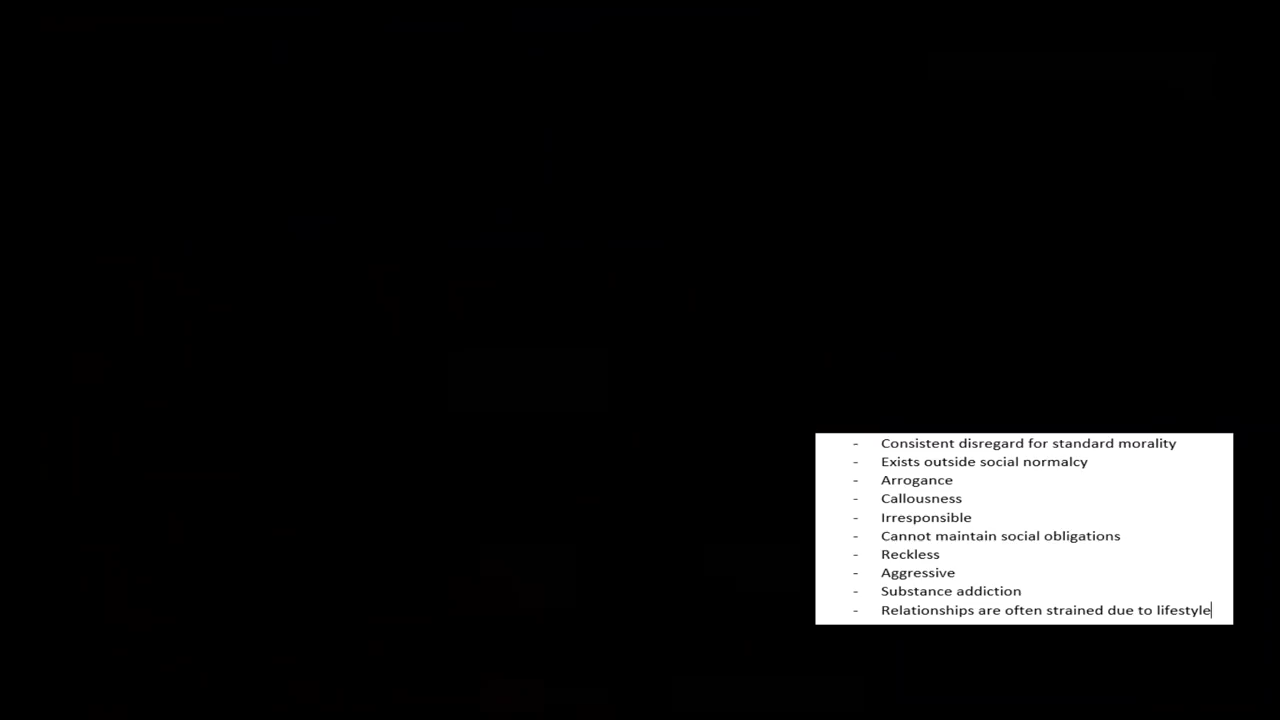 - Consistent disregard for standard morality
- Exists outside social normalcy
- Arrogance
- Callousness
- Irresponsible
- Cannot maintain social obligations
- Reckless
- Aggressive
- Substance addiction
- Relationships are often strained due to lifestyle